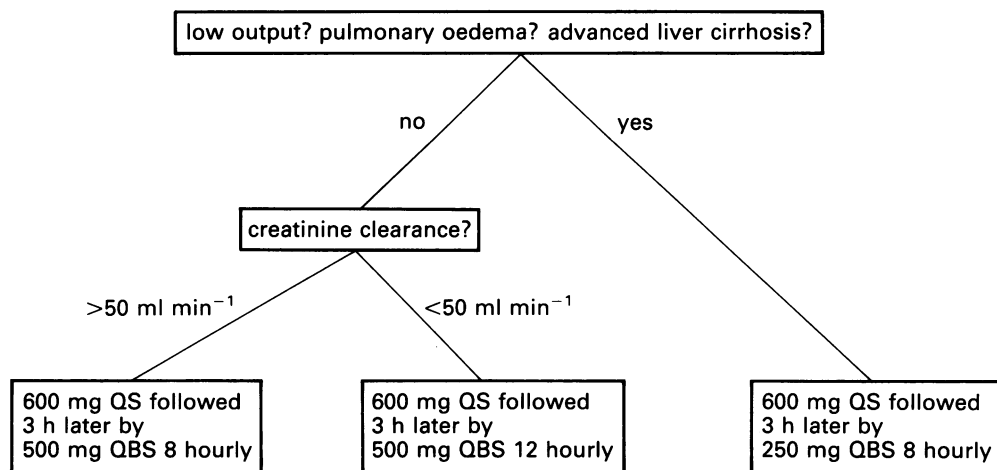 low output? pulmonary oedema? advanced liver cirrhosis?
no
yes
creatinine clearance?
>50 ml min⁻¹
<50 ml min⁻¹
600 mg QS followed
3 h later by
500 mg QBS 8 hourly
600 mg QS followed
3 h later by
500 mg QBS 12 hourly
600 mg QS followed
3 h later by
250 mg QBS 8 hourly